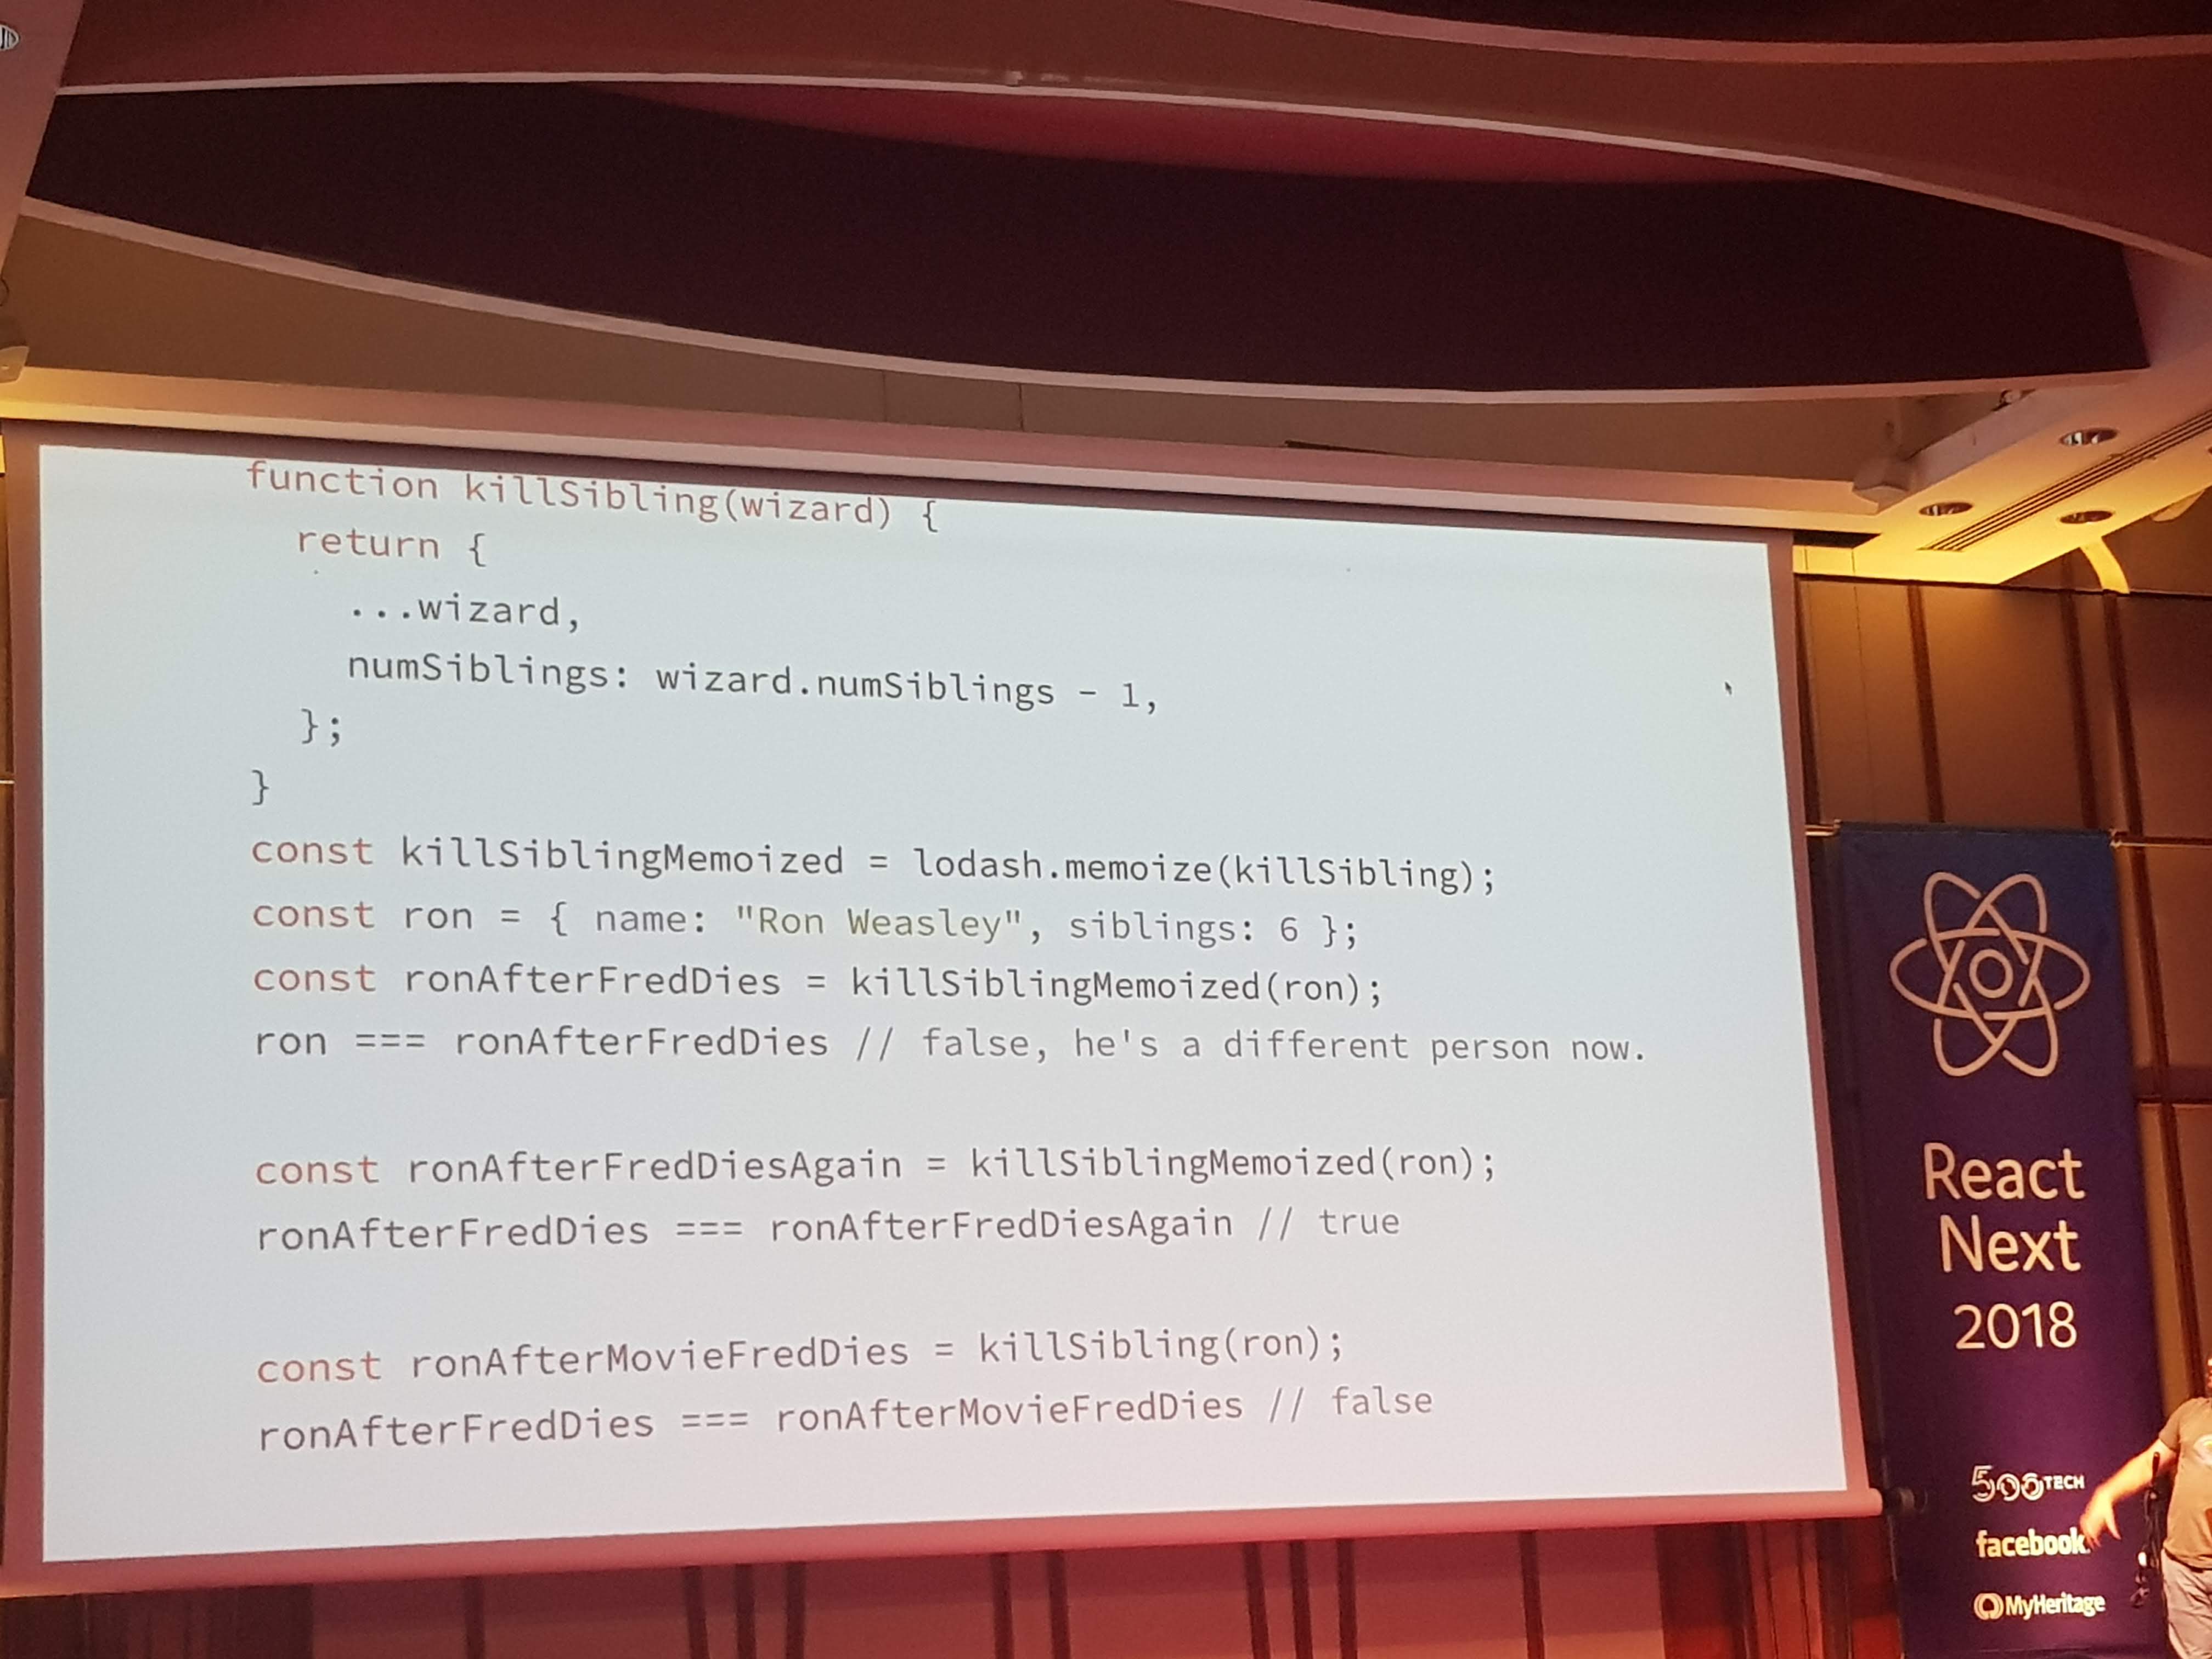 function killSibling(wizard) {
return {
...wizard,
numSiblings: wizard.numSiblings - 1,
};
}
const killSiblingMemoized = lodash.memoize(killSibling);
const ron = { name: "Ron Weasley", siblings: 6 };
const ronAfterFredDies = killSiblingMemoized(ron);
ron === ronAfterFredDies // false, he's a different person now.
const ronAfterFredDiesAgain = killSiblingMemoized(ron);
ronAfterFredDies === ronAfterFredDiesAgain // true
const ronAfterMovieFredDies = killSibling(ron);
ronAfterFredDies === ronAfterMovieFredDies // false
React
Next
2018
500TECH
facebook
MyHeritage